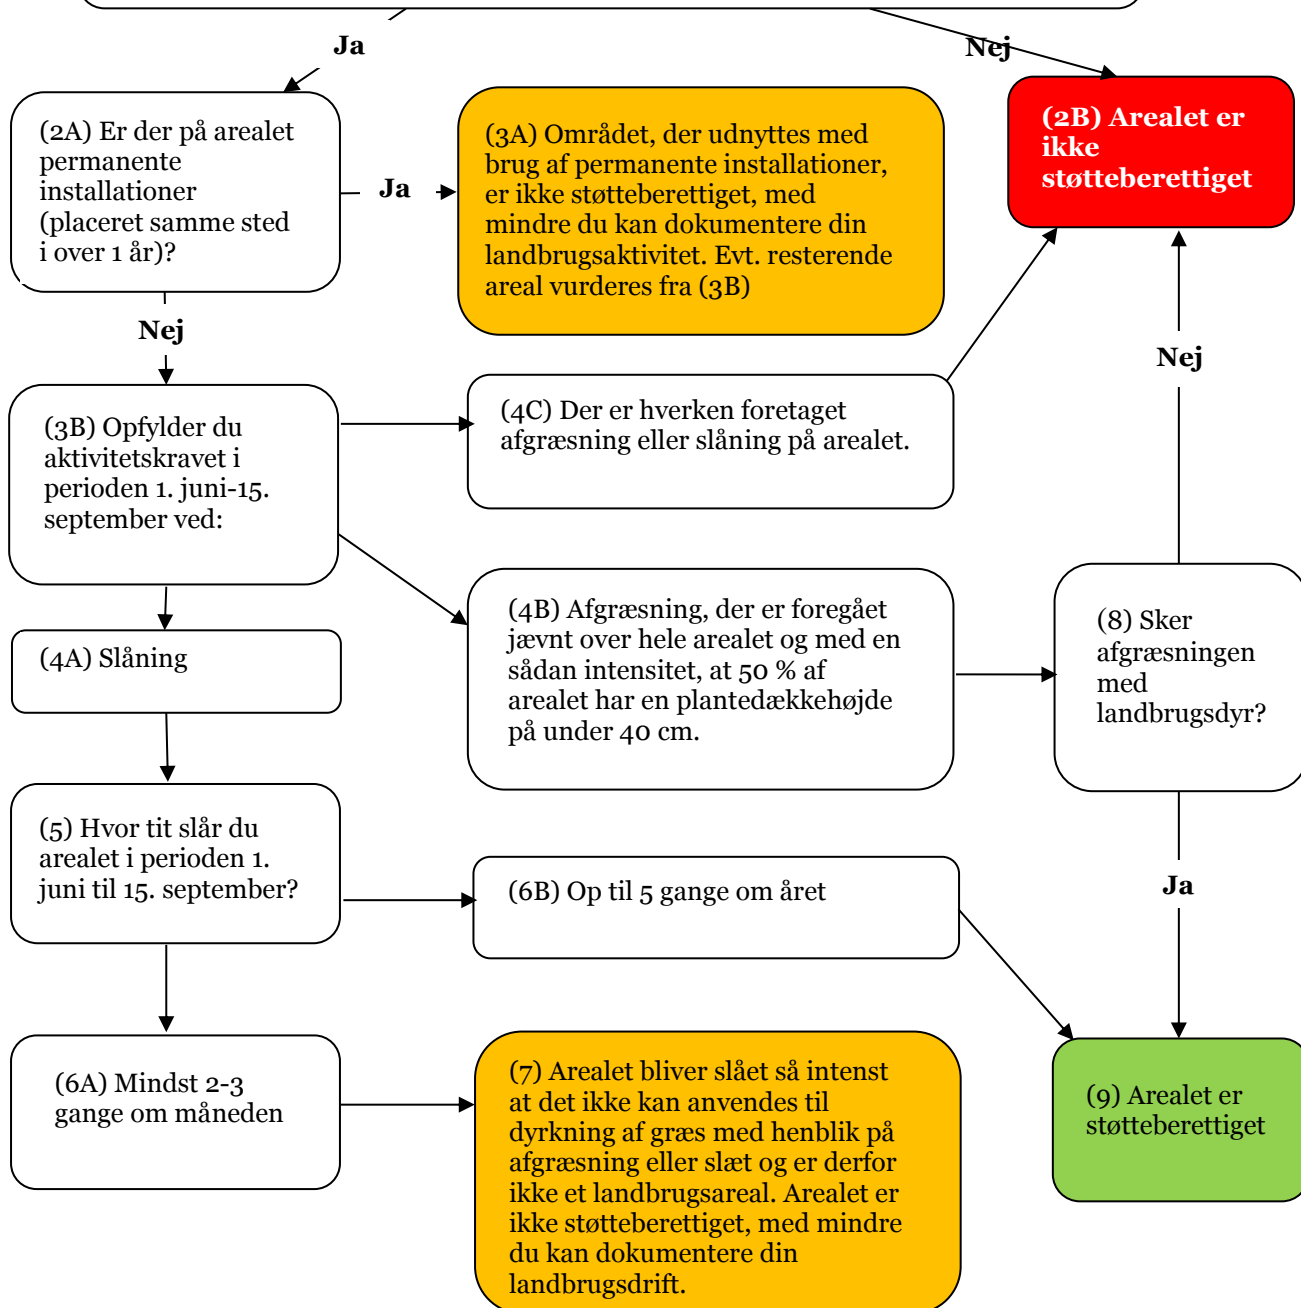 Ja
Nej
(2A) Er der på arealet
permanente
installationer
(placeret samme sted
i over 1 år)?
Ja
(3A) Området, der udnyttes med
brug af permanente installationer,
er ikke støtteberettiget, med
mindre du kan dokumentere din
landbrugsaktivitet. Evt. resterende
areal vurderes fra (3B)
(2B) Arealet er
ikke
støtteberettiget
Nej
Nej
(3B) Opfylder du
aktivitetskravet i
perioden 1. juni-15.
september ved:
(4C) Der er hverken foretaget
afgræsning eller slåning på arealet.
(4A) Slåning
(4B) Afgræsning, der er foregået
jævnt over hele arealet og med en
sådan intensitet, at 50 % af
arealet har en plantedækkehøjde
på under 40 cm.
(8) Sker
afgræsningen
med
landbrugsdyr?
(5) Hvor tit slår du
arealet i perioden 1.
juni til 15. september?
(6B) Op til 5 gange om året
Ja
(6A) Mindst 2-3
gange om måneden
(7) Arealet bliver slået så intenst
at det ikke kan anvendes til
dyrkning af græs med henblik på
afgræsning eller slæt og er derfor
ikke et landbrugsareal. Arealet er
ikke støtteberettiget, med mindre
du kan dokumentere din
landbrugsdrift.
(9) Arealet er
støtteberettiget